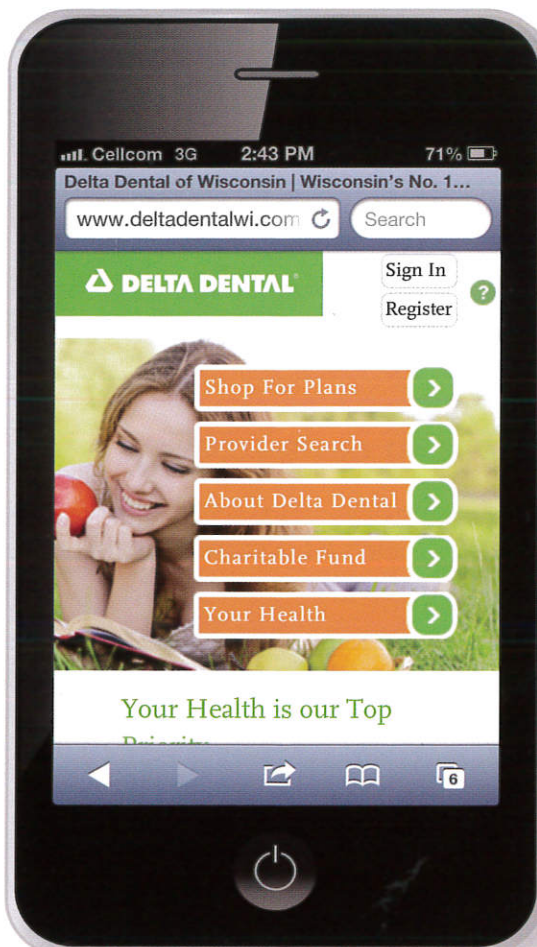 Cellcom 3G 2:43 PM 71%
Delta Dental of Wisconsin | Wisconsin's No. 1...
www.deltadentalwi.com Search
DELTA DENTAL
Sign In
?
Register
Shop For Plans
Provider Search
About Delta Dental
Charitable Fund
Your Health
Your Health is our Top
Priority
6